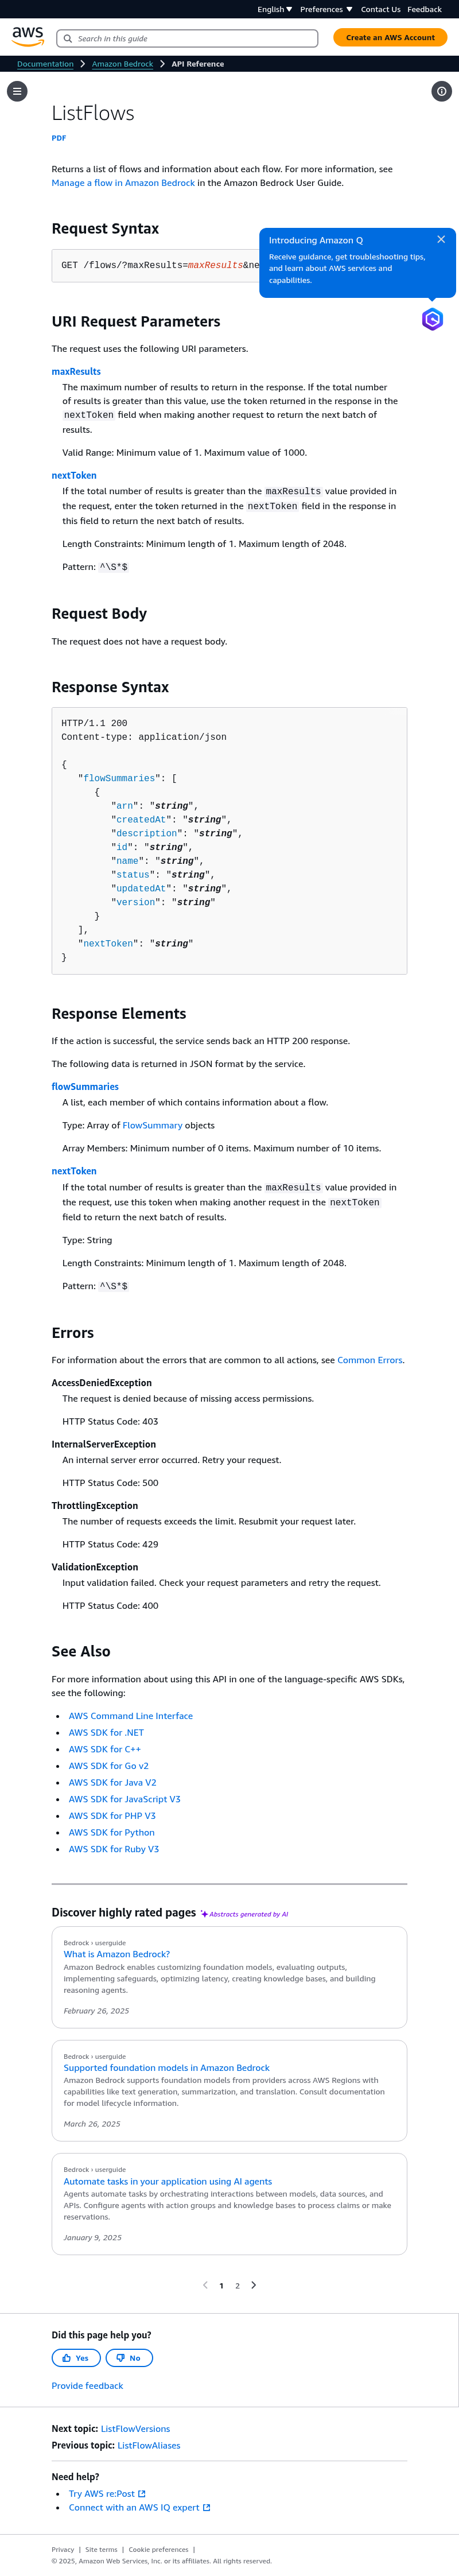 English Preferences Contact Us Feedback
aws Search in this guide Create an AWS Account
Documentation Amazon Bedrock API Reference
ListFlows
PDF
Returns a list of flows and information about each flow. For more information, see
Manage a flow in Amazon Bedrock in the Amazon Bedrock User Guide.
Request Syntax
GET /flows/?maxResults=maxResults&ne
Introducing Amazon Q
Receive guidance, get troubleshooting tips,
and learn about AWS services and
capabilities.
URI Request Parameters
The request uses the following URI parameters.
maxResults
The maximum number of results to return in the response. If the total number
of results is greater than this value, use the token returned in the response in the
nextToken field when making another request to return the next batch of
results.
Valid Range: Minimum value of 1. Maximum value of 1000.
nextToken
If the total number of results is greater than the maxResults value provided in
the request, enter the token returned in the nextToken field in the response in
this field to return the next batch of results.
Length Constraints: Minimum length of 1. Maximum length of 2048.
Pattern: ^\S*$
Request Body
The request does not have a request body.
Response Syntax
HTTP/1.1 200
Content-type: application/json
{
"flowSummaries": [
{
"arn": "string",
"createdAt": "string",
"description": "string",
"id": "string",
"name": "string",
"status": "string",
"updatedAt": "string",
"version": "string"
}
],
"nextToken": "string"
}
Response Elements
If the action is successful, the service sends back an HTTP 200 response.
The following data is returned in JSON format by the service.
flowSummaries
A list, each member of which contains information about a flow.
Type: Array of FlowSummary objects
Array Members: Minimum number of 0 items. Maximum number of 10 items.
nextToken
If the total number of results is greater than the maxResults value provided in
the request, use this token when making another request in the nextToken
field to return the next batch of results.
Type: String
Length Constraints: Minimum length of 1. Maximum length of 2048.
Pattern: ^\S*$
Errors
For information about the errors that are common to all actions, see Common Errors.
AccessDeniedException
The request is denied because of missing access permissions.
HTTP Status Code: 403
InternalServerException
An internal server error occurred. Retry your request.
HTTP Status Code: 500
ThrottlingException
The number of requests exceeds the limit. Resubmit your request later.
HTTP Status Code: 429
ValidationException
Input validation failed. Check your request parameters and retry the request.
HTTP Status Code: 400
See Also
For more information about using this API in one of the language-specific AWS SDKs,
see the following:
• AWS Command Line Interface
• AWS SDK for .NET
• AWS SDK for C++
• AWS SDK for Go v2
• AWS SDK for Java V2
• AWS SDK for JavaScript V3
• AWS SDK for PHP V3
• AWS SDK for Python
• AWS SDK for Ruby V3
Discover highly rated pages Abstracts generated by AI
Bedrock › userguide
What is Amazon Bedrock?
Amazon Bedrock enables customizing foundation models, evaluating outputs,
implementing safeguards, optimizing latency, creating knowledge bases, and building
reasoning agents.
February 26, 2025
Bedrock › userguide
Supported foundation models in Amazon Bedrock
Amazon Bedrock supports foundation models from providers across AWS Regions with
capabilities like text generation, summarization, and translation. Consult documentation
for model lifecycle information.
March 26, 2025
Bedrock › userguide
Automate tasks in your application using AI agents
Agents automate tasks by orchestrating interactions between models, data sources, and
APIs. Configure agents with action groups and knowledge bases to process claims or make
reservations.
January 9, 2025
1 2
Did this page help you?
Yes No
Provide feedback
Next topic: ListFlowVersions
Previous topic: ListFlowAliases
Need help?
• Try AWS re:Post
• Connect with an AWS IQ expert
Privacy | Site terms | Cookie preferences |
© 2025, Amazon Web Services, Inc. or its affiliates. All rights reserved.